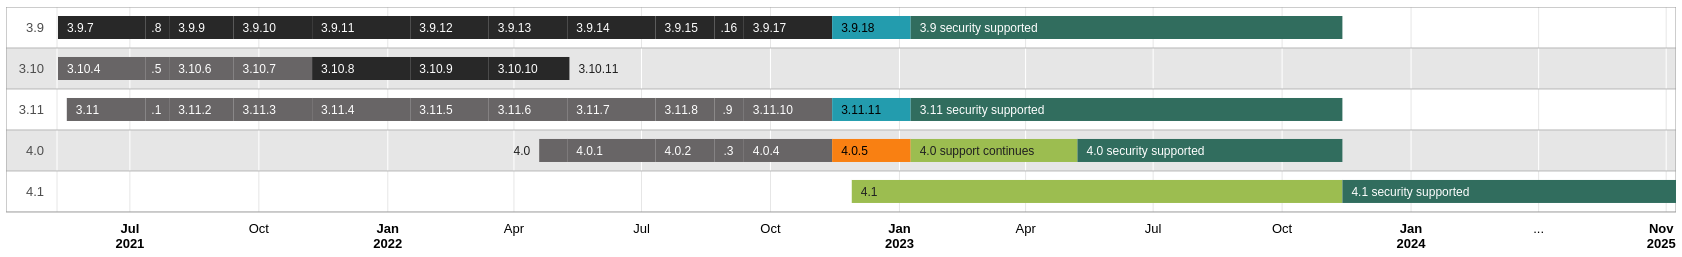 3.9 3.9.7 .8 3.9.9 3.9.10 3.9.11 3.9.12 3.9.13 3.9.14 3.9.15 .16 3.9.17 3.9.18 3.9 security supported
3.10 3.10.4 .5 3.10.6 3.10.7 3.10.8 3.10.9 3.10.10 3.10.11
3.11 3.11 .1 3.11.2 3.11.3 3.11.4 3.11.5 3.11.6 3.11.7 3.11.8 .9 3.11.10 3.11.11 3.11 security supported
4.0 4.0 4.0.1 4.0.2 .3 4.0.4 4.0.5 4.0 support continues 4.0 security supported
4.1 4.1 4.1 security supported
Jul Oct Jan Apr Jul Oct Jan Apr Jul Oct Jan ... Nov
2021 2022 2023 2024 2025